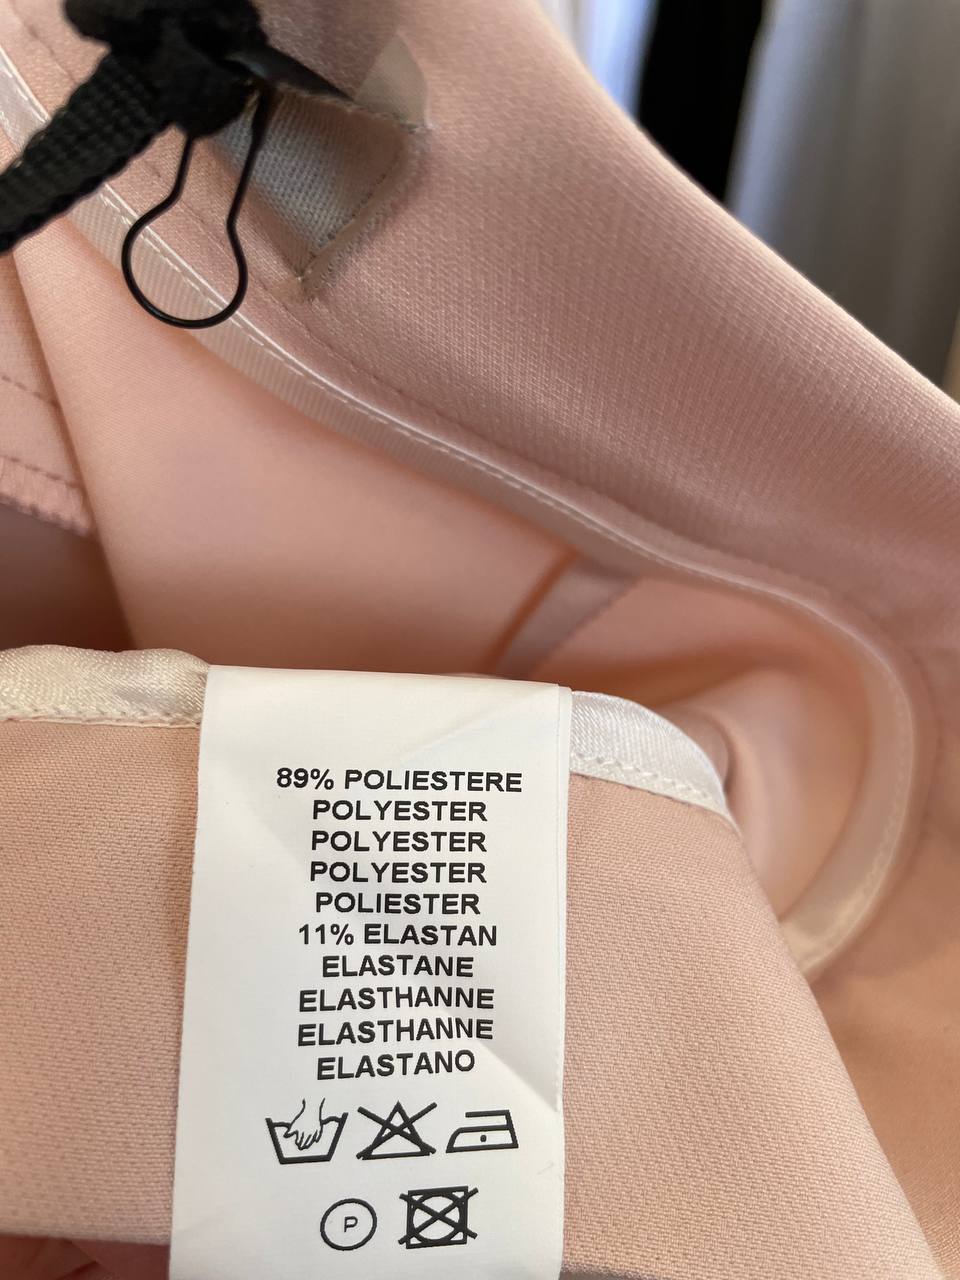 89% POLIESTERE
POLYESTER
POLYESTER
POLYESTER
POLIESTER
11% ELASTAN
ELASTANE
ELASTHANNE
ELASTHANNE
ELASTANO
P